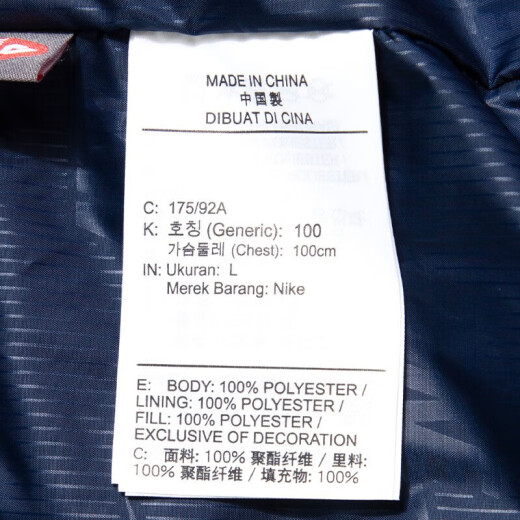 MADE IN CHINA
中国製
DIBUAT DI CINA
C: 175/92A
K: 호칭 (Generic): 100
가슴둘레 (Chest): 100cm
IN: Ukuran: L
Merek Barang: Nike
E: BODY: 100% POLYESTER /
LINING: 100% POLYESTER /
FILL: 100% POLYESTER /
EXCLUSIVE OF DECORATION
C: 面料: 100% 聚酯纤维 / 里料:
100% 聚酯纤维 / 填充物: 100%